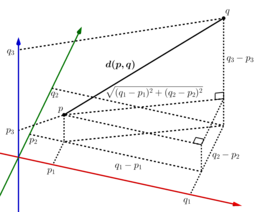 q
q₃
q₃ − p₃
d(p, q)
q₂
√(q₁ − p₁)² + (q₂ − p₂)²
p
p₃
p₂
q₂ − p₂
q₁ − p₁
p₁
q₁